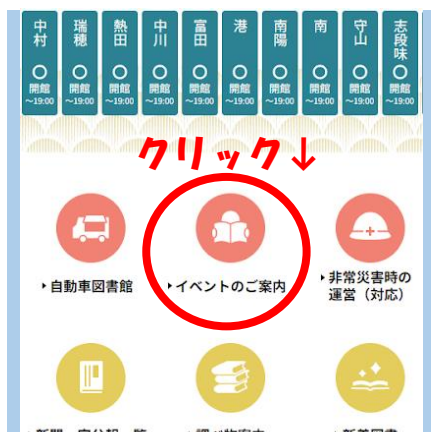 中村 瑞穂 熱田 中川 富田 港 南陽 南 守山 志段味
開館 開館 開館 開館 開館 開館 開館 開館 開館 開館
~19:00 ~19:00 ~19:00 ~19:00 ~19:00 ~19:00 ~19:00 ~19:00 ~19:00 ~19:00
クリック↓
自動車図書館
イベントのご案内
非常災害時の
運営（対応）